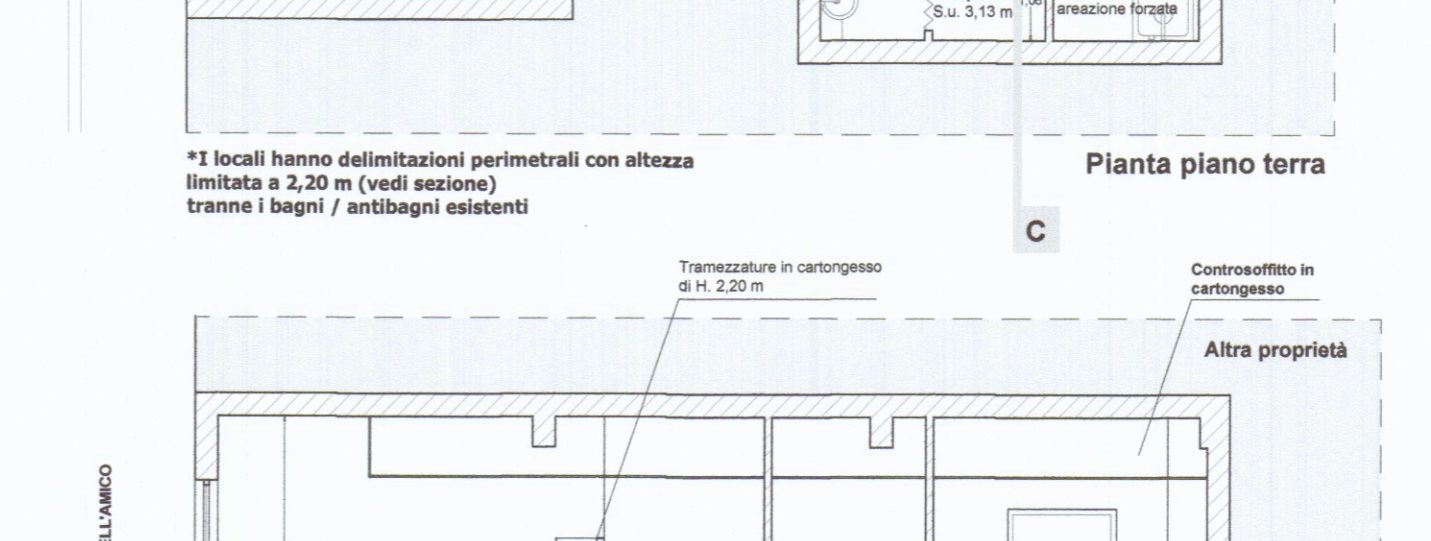 S.u. 3,13 m
1,06
areazione forzata
*I locali hanno delimitazioni perimetrali con altezza
limitata a 2,20 m (vedi sezione)
tranne i bagni / antibagni esistenti
Pianta piano terra
C
Tramezzature in cartongesso
di H. 2,20 m
Controsoffitto in
cartongesso
Altra proprietà
ELL'AMICO